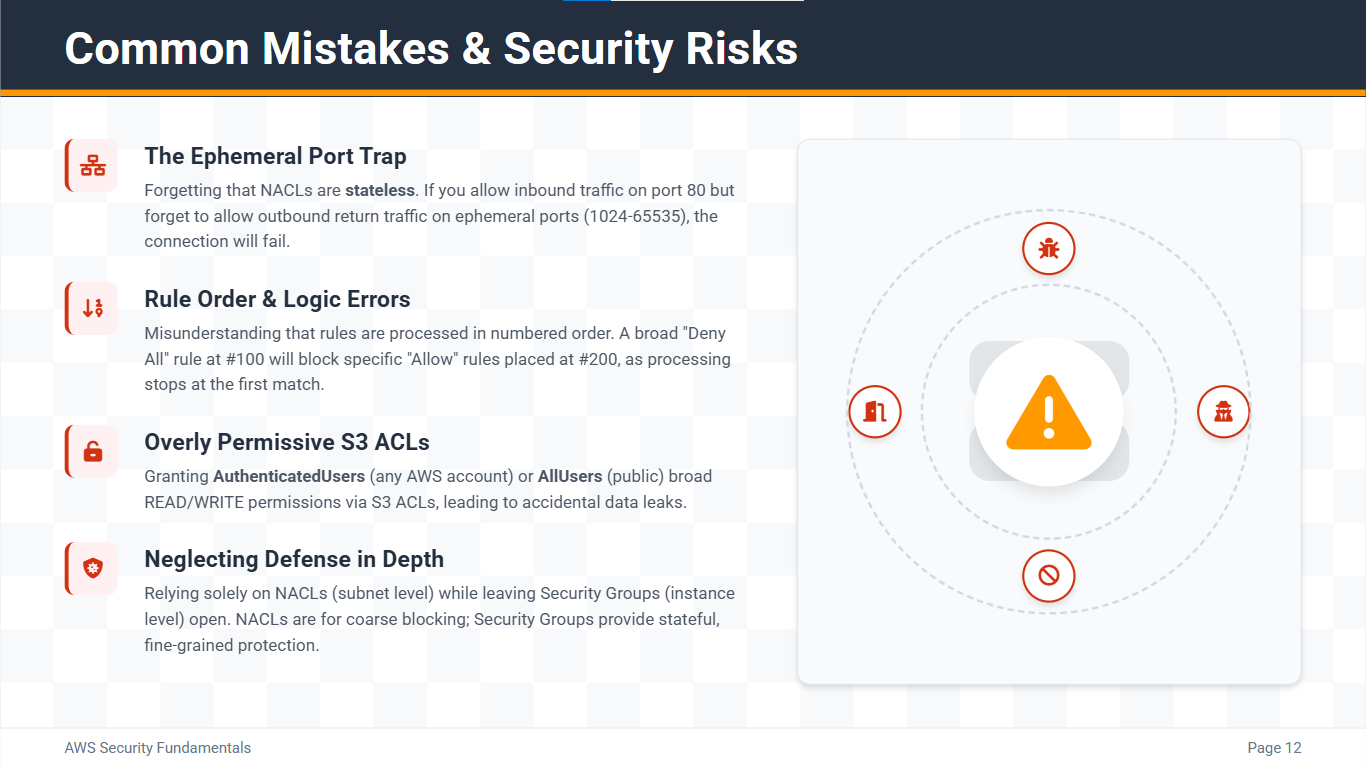 Common Mistakes & Security Risks
The Ephemeral Port Trap
Forgetting that NACLs are stateless. If you allow inbound traffic on port 80 but
forget to allow outbound return traffic on ephemeral ports (1024-65535), the
connection will fail.
Rule Order & Logic Errors
Misunderstanding that rules are processed in numbered order. A broad "Deny
All" rule at #100 will block specific "Allow" rules placed at #200, as processing
stops at the first match.
Overly Permissive S3 ACLs
Granting AuthenticatedUsers (any AWS account) or AllUsers (public) broad
READ/WRITE permissions via S3 ACLs, leading to accidental data leaks.
Neglecting Defense in Depth
Relying solely on NACLs (subnet level) while leaving Security Groups (instance
level) open. NACLs are for coarse blocking; Security Groups provide stateful,
fine-grained protection.
AWS Security Fundamentals
Page 12